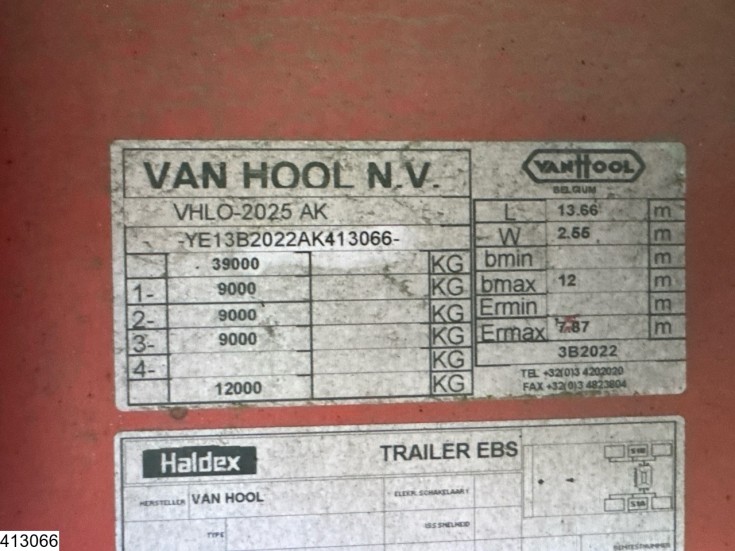 VAN HOOL N.V.
VANHOOL
BELGIUM
VHLO-2025 AK
-YE13B2022AK413066-
39000 KG
1- 9000 KG
2- 9000 KG
3- 9000 KG
4- KG
12000 KG
L 13.66 m
W 2.55 m
bmin m
bmax 12 m
Ermin m
Ermax 7.87 m
3B2022
TEL +32(0)3 4202020
FAX +32(0)3 4823804
Haldex
TRAILER EBS
HERSTELLER VAN HOOL
TYPE
ISS SNELHEID
413066